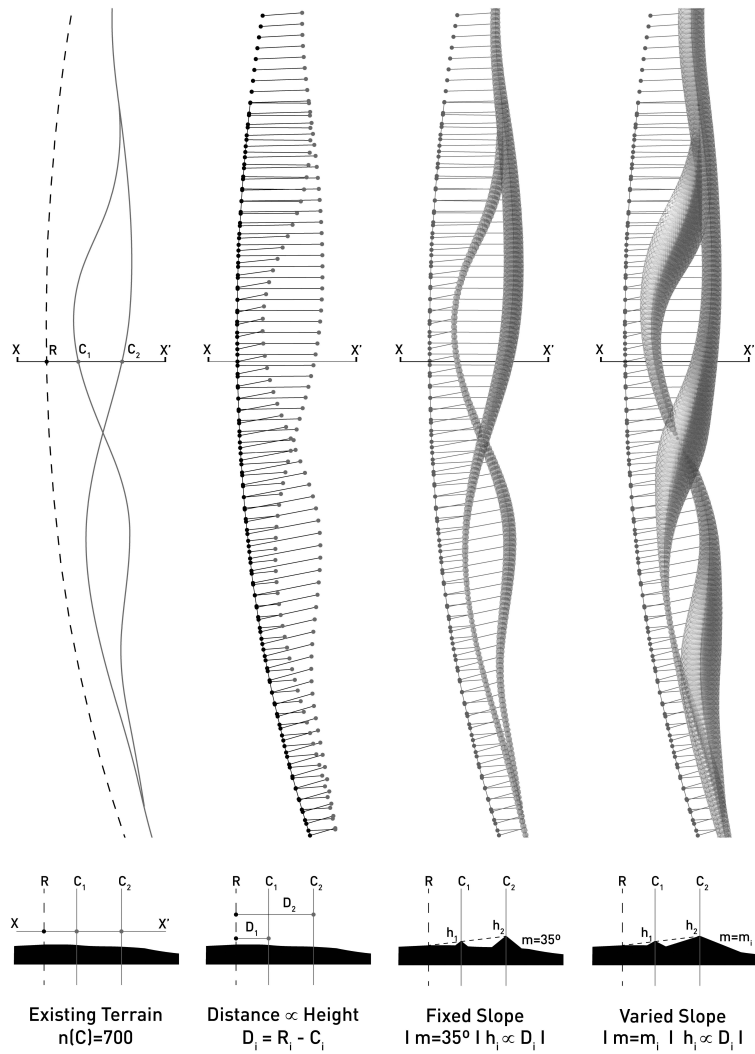 X R C1 C2 X'
X X'
X X'
X X'
R C1 C2
X X'
R C1 C2
D2
D1
R C1 C2
h1 h2 m=35º
R C1 C2
h1 h2 m=mi
Existing Terrain
n(C)=700
Distance ∝ Height
Di = Ri - Ci
Fixed Slope
I m=35º I hi ∝ Di I
Varied Slope
I m=mi I hi ∝ Di I